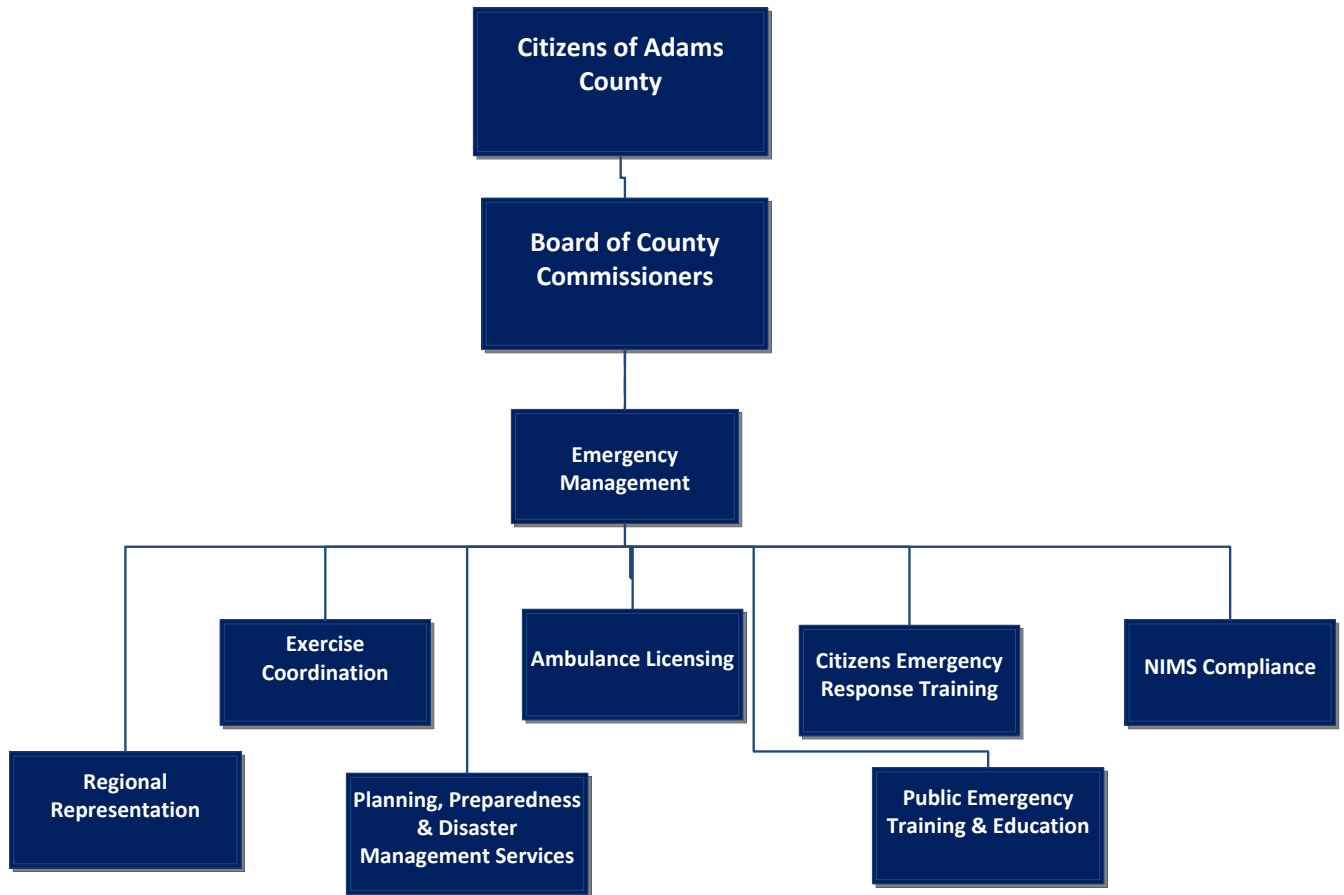 Citizens of Adams
County
Board of County
Commissioners
Emergency
Management
Exercise
Coordination
Ambulance Licensing
Citizens Emergency
Response Training
NIMS Compliance
Regional
Representation
Planning, Preparedness
& Disaster
Management Services
Public Emergency
Training & Education